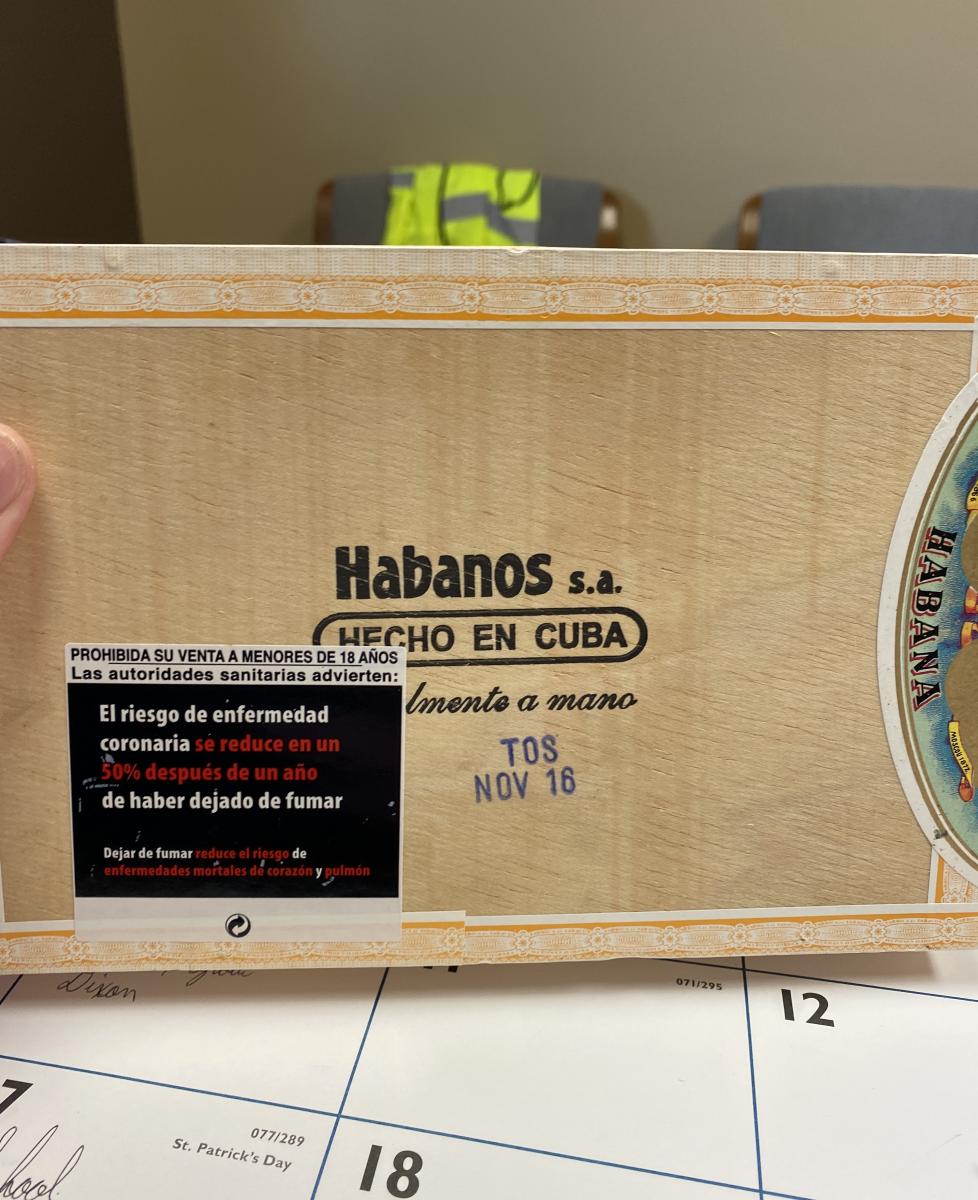 Habanos s.a.
HECHO EN CUBA
lmente a mano
TOS
NOV 16
PROHIBIDA SU VENTA A MENORES DE 18 AÑOS
Las autoridades sanitarias advierten:
El riesgo de enfermedad
coronaria se reduce en un
50% después de un año
de haber dejado de fumar
Dejar de fumar reduce el riesgo de
enfermedades mortales de corazón y pulmón
HABANA
MOSCOU 1872
Dixon
071/295
12
7
077/289
St. Patrick's Day
18